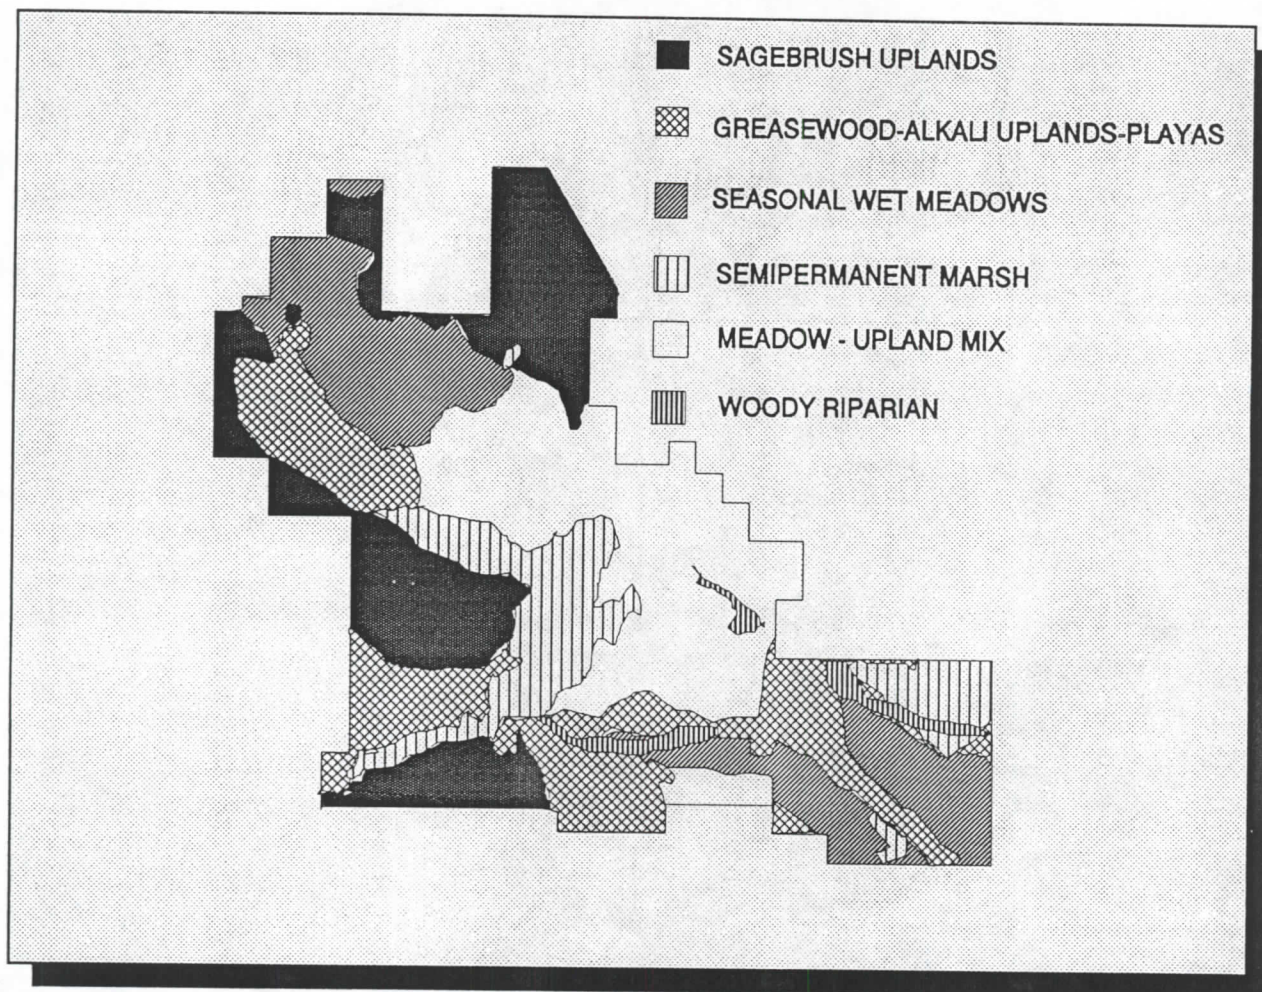 SAGEBRUSH UPLANDS
GREASEWOOD-ALKALI UPLANDS-PLAYAS
SEASONAL WET MEADOWS
SEMIPERMANENT MARSH
MEADOW - UPLAND MIX
WOODY RIPARIAN